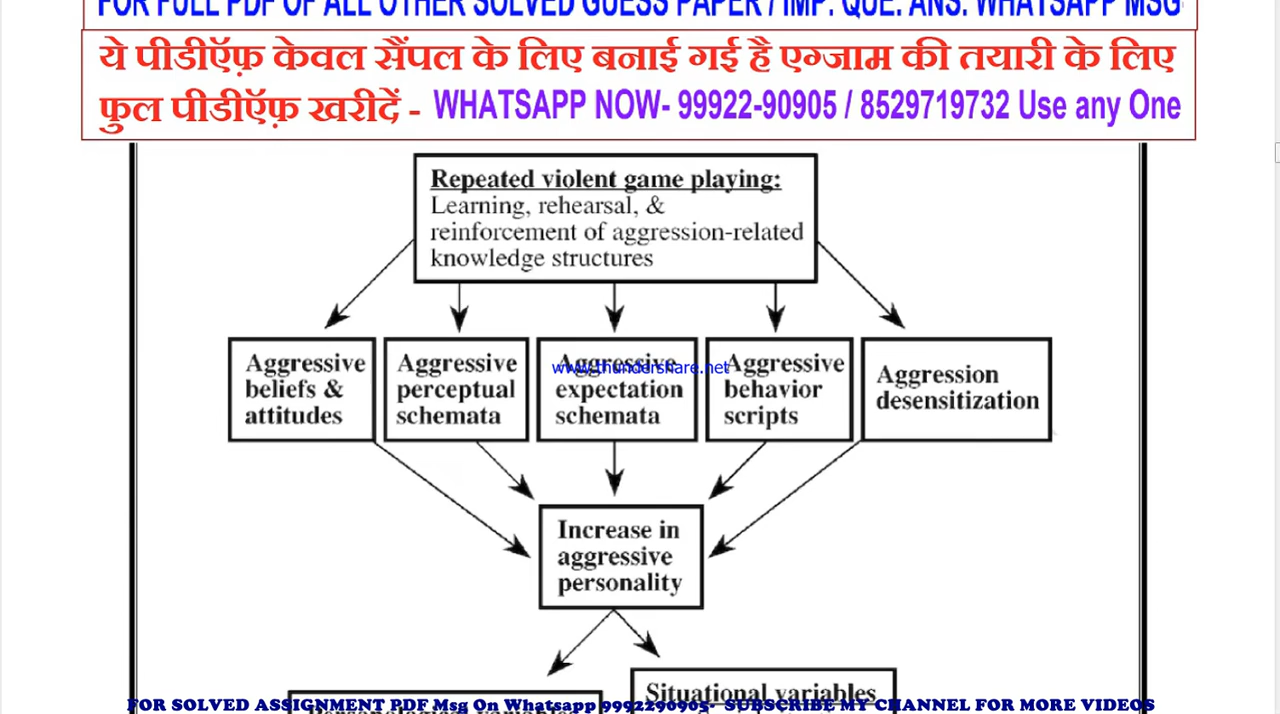 FOR FULL PDF OF ALL OTHER SOLVED GUESS PAPER / IMP. QUE. ANS. WHATSAPP MSG
ये पीडीऍफ़ केवल सैंपल के लिए बनाई गई है एग्जाम की तयारी के लिए
फुल पीडीऍफ़ खरीदें - WHATSAPP NOW- 99922-90905 / 8529719732 Use any One
Repeated violent game playing:
Learning, rehearsal, &
reinforcement of aggression-related
knowledge structures
Aggressive
beliefs &
attitudes
Aggressive
perceptual
schemata
Aggressive
expectation
schemata
www.thundershare.net
Aggressive
behavior
scripts
Aggression
desensitization
Increase in
aggressive
personality
Situational variables
Personological variables
FOR SOLVED ASSIGNMENT PDF Msg On Whatsapp 9992290905- SUBSCRIBE MY CHANNEL FOR MORE VIDEOS